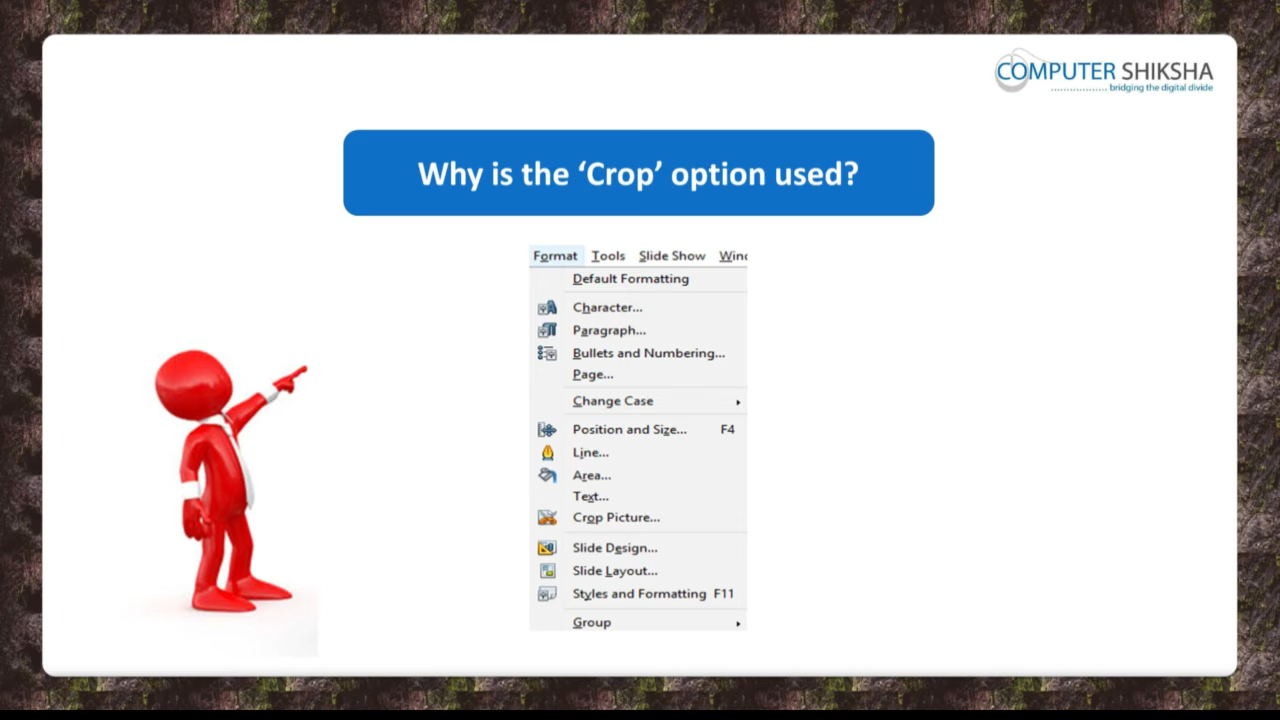 COMPUTER SHIKSHA
bridging the digital divide
Why is the ‘Crop’ option used?
Format Tools Slide Show Wind
Default Formatting
Character...
Paragraph...
Bullets and Numbering...
Page...
Change Case
Position and Size... F4
Line...
Area...
Text...
Crop Picture...
Slide Design...
Slide Layout...
Styles and Formatting F11
Group